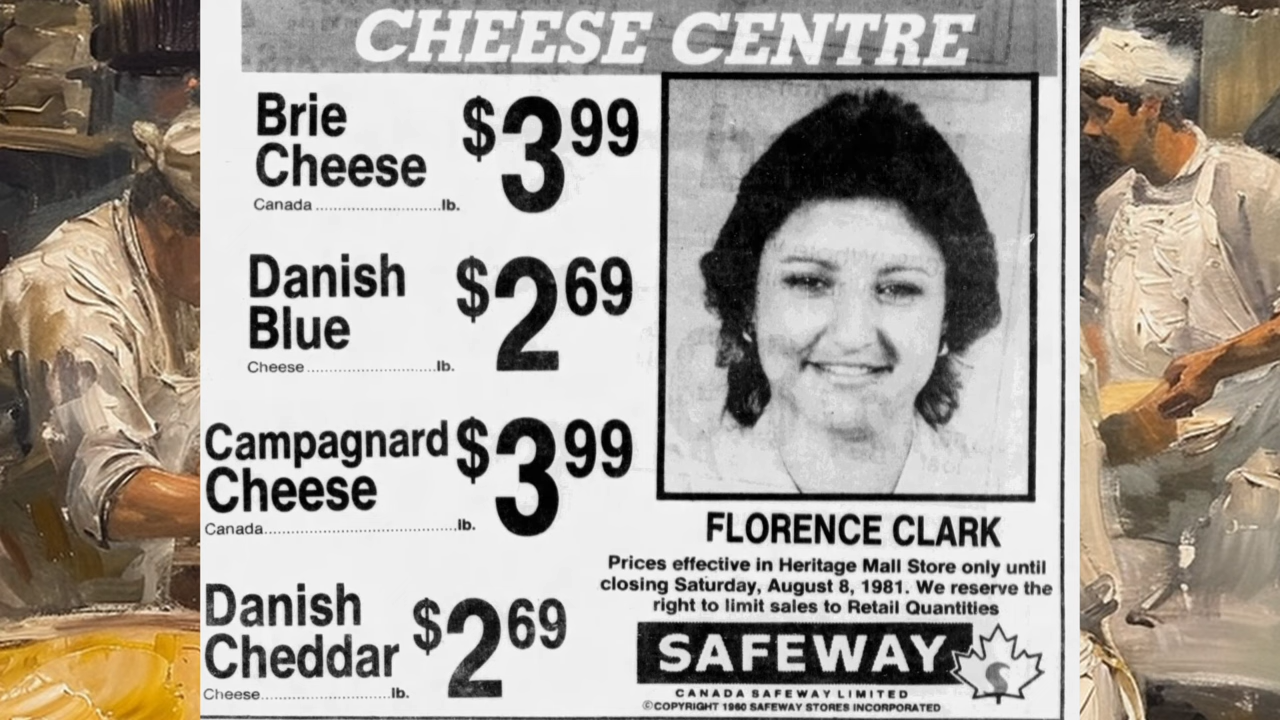 CHEESE CENTRE
Brie
Cheese
Canada ............................lb.
$3 99
Danish
Blue
Cheese ............................lb.
$2 69
Campagnard
Cheese
Canada ............................lb.
$3 99
Danish
Cheddar
Cheese ............................lb.
$2 69
FLORENCE CLARK
Prices effective in Heritage Mall Store only until
closing Saturday, August 8, 1981. We reserve the
right to limit sales to Retail Quantities
SAFEWAY
S
CANADA SAFEWAY LIMITED
©COPYRIGHT 1960 SAFEWAY STORES INCORPORATED